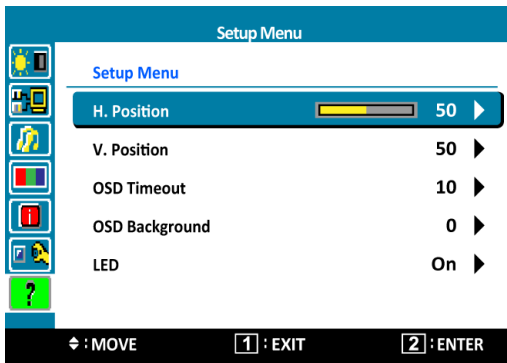 Setup Menu
Setup Menu
H. Position 50
V. Position 50
OSD Timeout 10
OSD Background 0
LED On
?
: MOVE 1 : EXIT 2 : ENTER